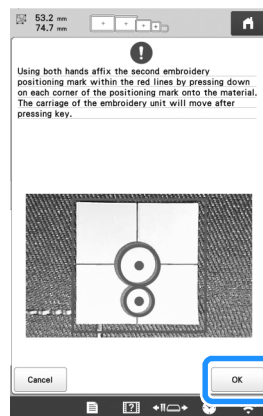 53.2 mm
74.7 mm
Using both hands affix the second embroidery
positioning mark within the red lines by pressing down
on each corner of the positioning mark onto the material.
The carriage of the embroidery unit will move after
pressing key.
Cancel
OK